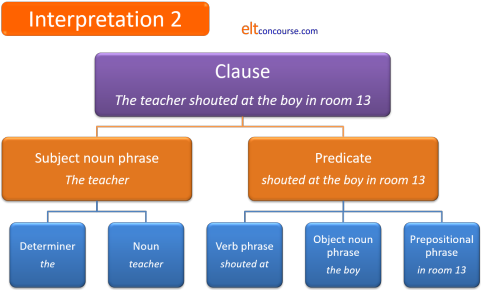 Interpretation 2
eltconcourse.com
Clause
The teacher shouted at the boy in room 13
Subject noun phrase
The teacher
Predicate
shouted at the boy in room 13
Determiner
the
Noun
teacher
Verb phrase
shouted at
Object noun
phrase
the boy
Prepositional
phrase
in room 13